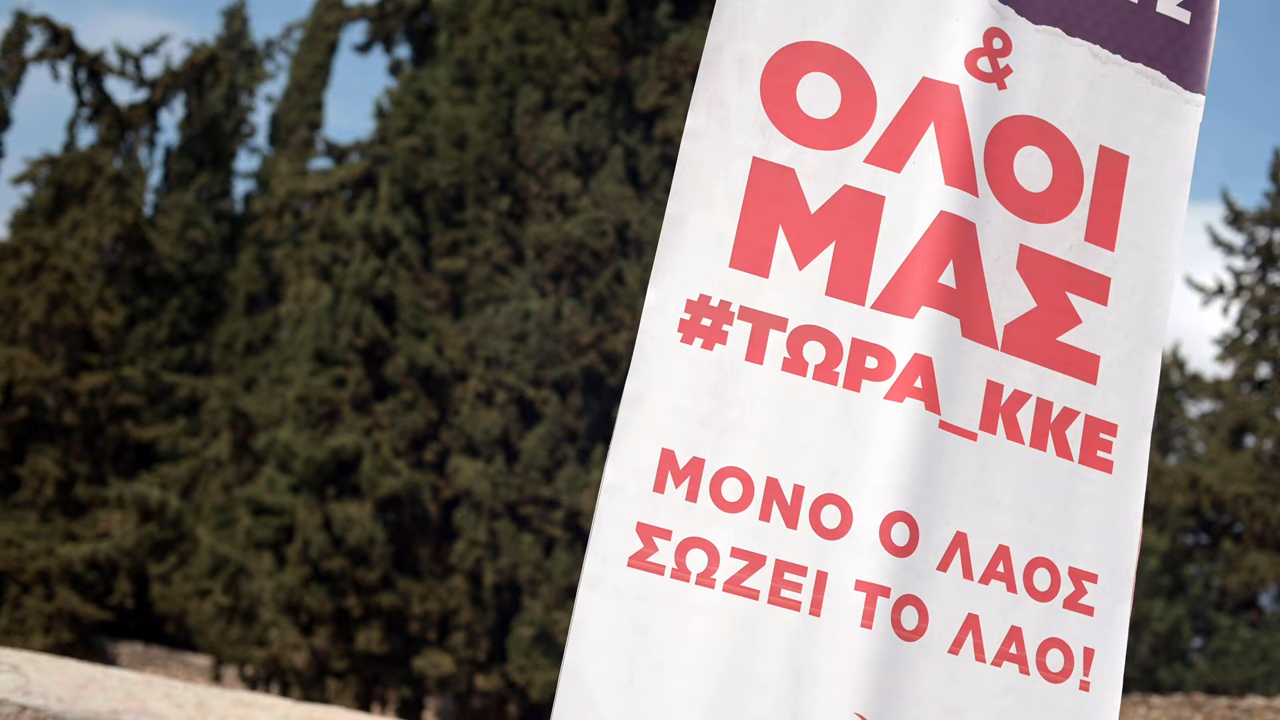 &
ΟΛΟΙ
ΜΑΣ
#ΤΩΡΑ_ΚΚΕ
ΜΟΝΟ Ο ΛΑΟΣ
ΣΩΖΕΙ ΤΟ ΛΑΟ!